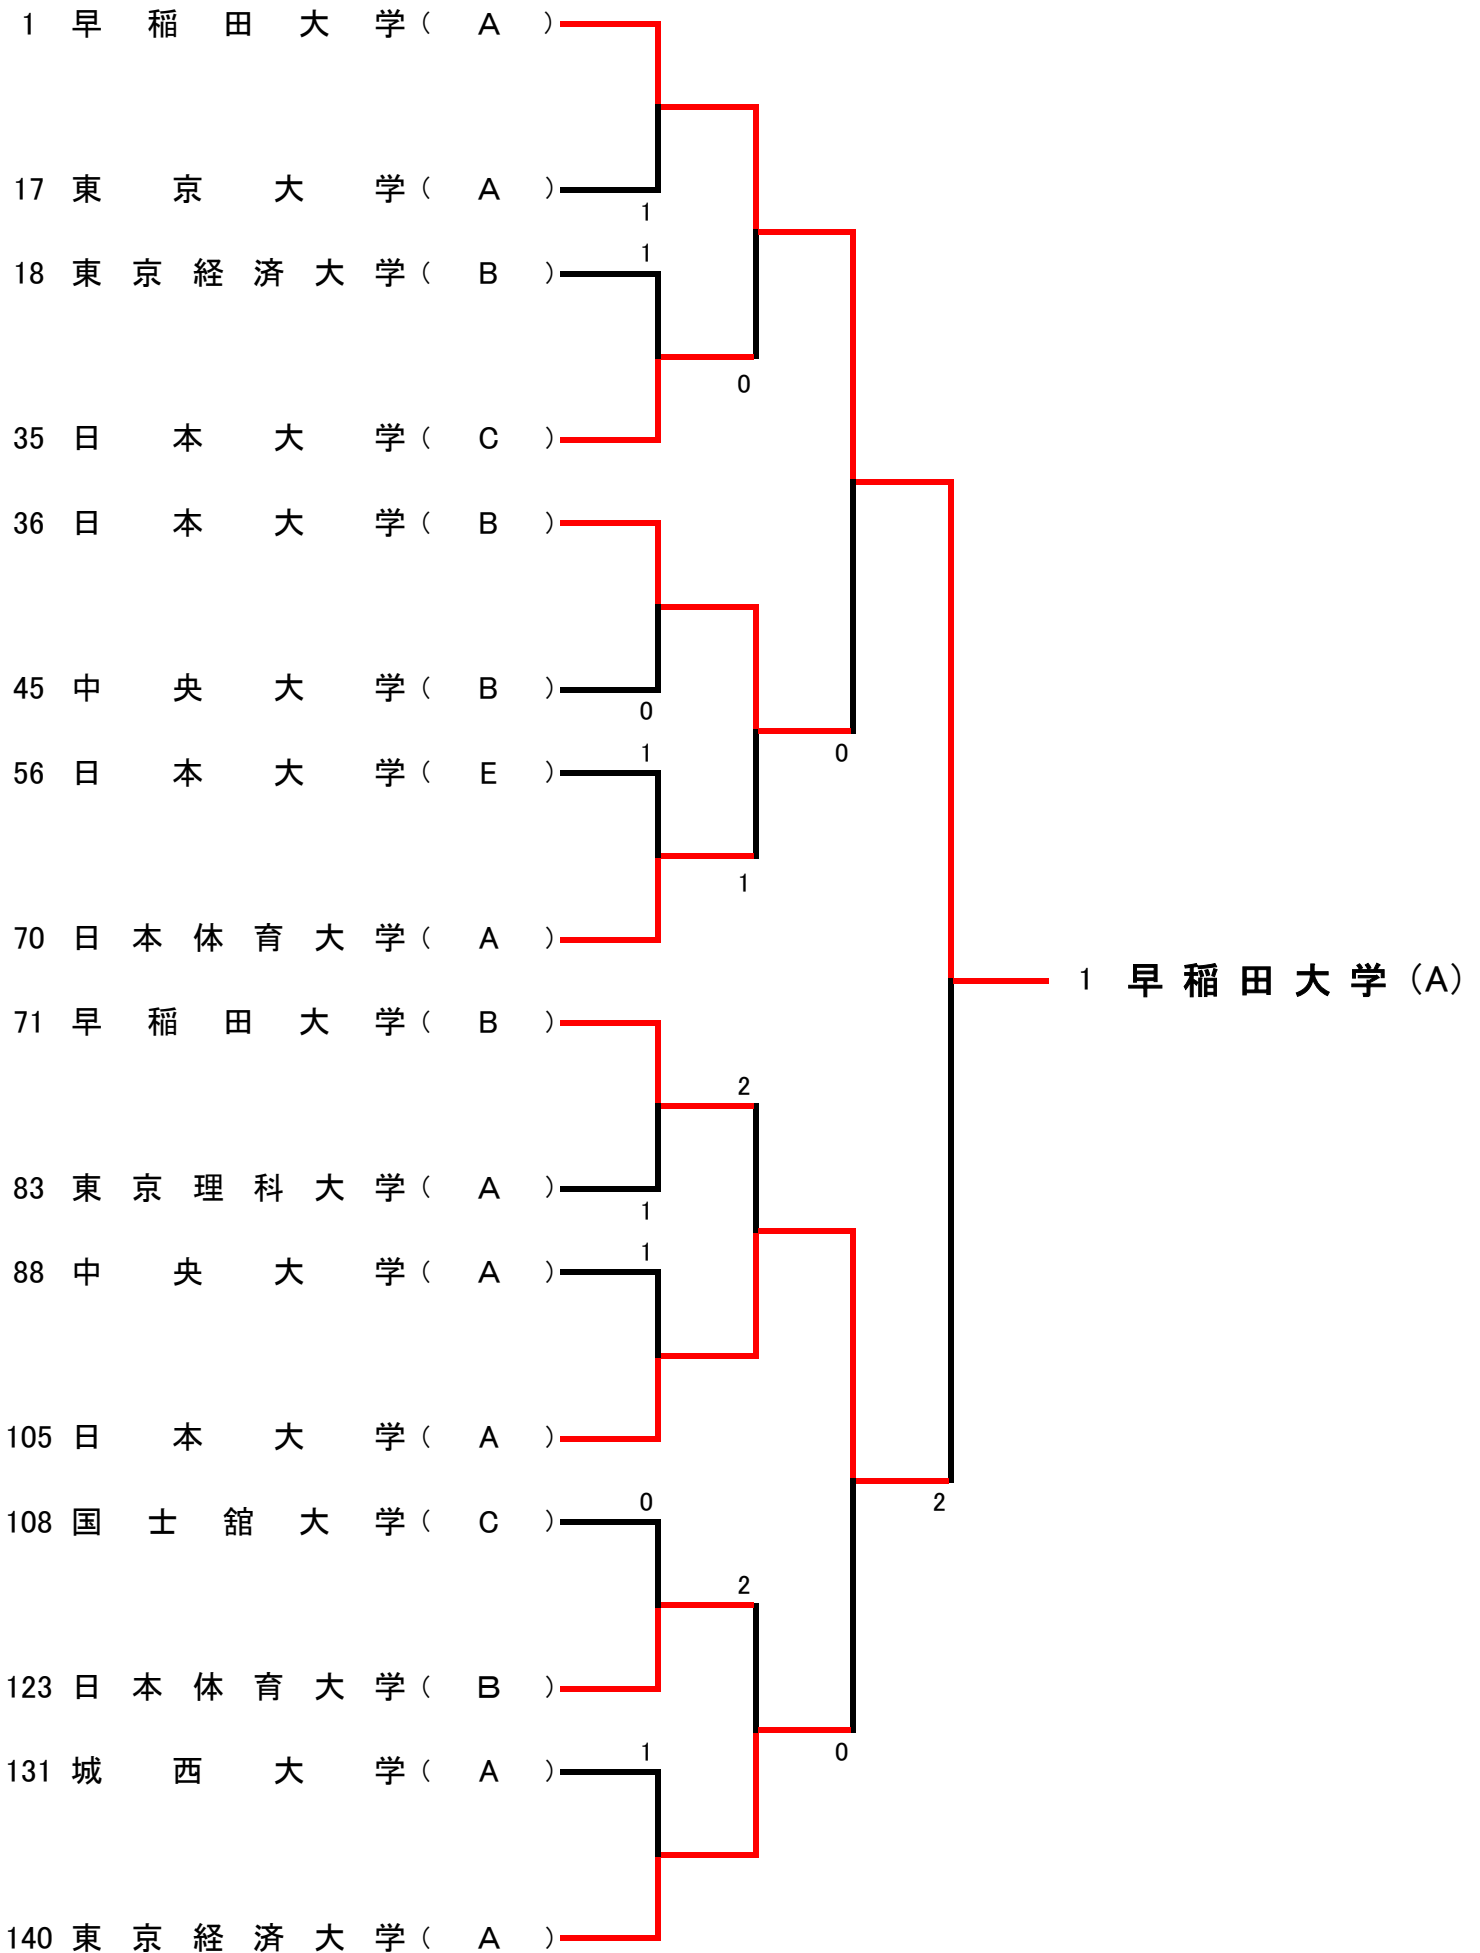 1 早稲田大学(A)
17 東京大学(A)
1
1
18 東京経済大学(B)
0
35 日本大学(C)
36 日本大学(B)
45 中央大学(B)
0
1
0
56 日本大学(E)
1
70 日本体育大学(A)
1 早稲田大学(A)
71 早稲田大学(B)
2
83 東京理科大学(A)
1
1
88 中央大学(A)
105 日本大学(A)
0
2
108 国士舘大学(C)
2
123 日本体育大学(B)
1
0
131 城西大学(A)
140 東京経済大学(A)